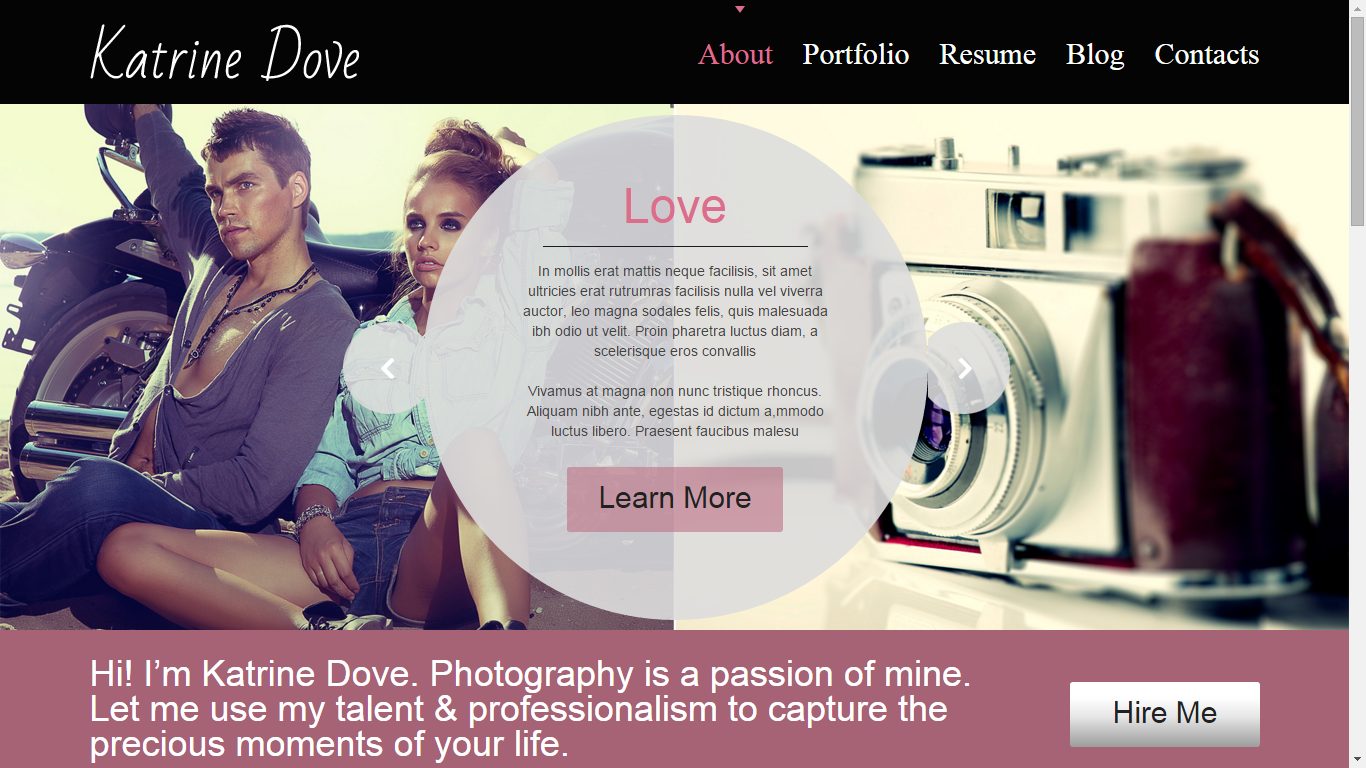 Katrine Dove
About Portfolio Resume Blog Contacts
Love
In mollis erat mattis neque facilisis, sit amet
ultricies erat rutrumras facilisis nulla vel viverra
auctor, leo magna sodales felis, quis malesuada
ibh odio ut velit. Proin pharetra luctus diam, a
scelerisque eros convallis
Vivamus at magna non nunc tristique rhoncus.
Aliquam nibh ante, egestas id dictum a,mmodo
luctus libero. Praesent faucibus malesu
Learn More
Hi! I’m Katrine Dove. Photography is a passion of mine.
Let me use my talent & professionalism to capture the
precious moments of your life.
Hire Me